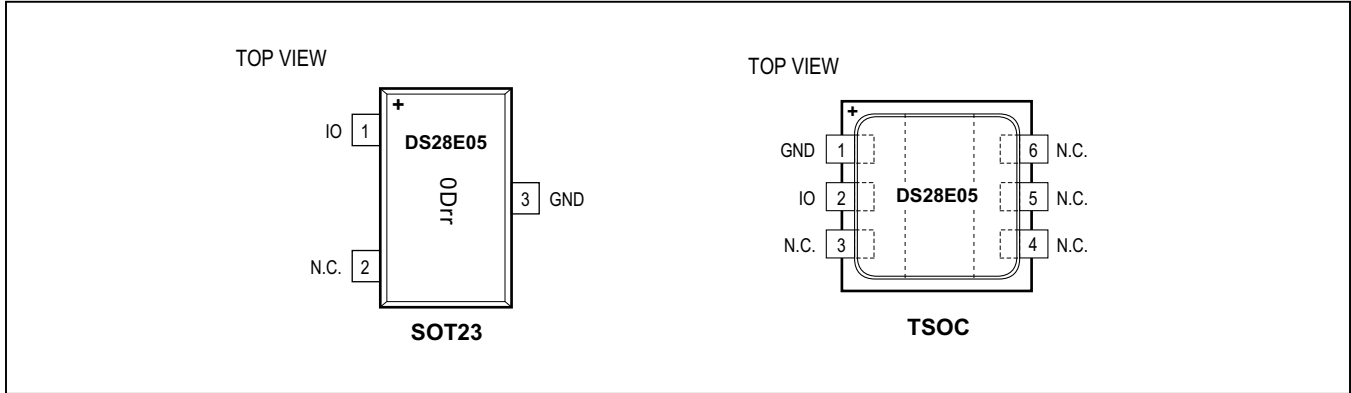 TOP VIEW
+
IO 1
DS28E05
0Drr
3 GND
N.C. 2
SOT23
TOP VIEW
+
GND 1
6 N.C.
IO 2
DS28E05
5 N.C.
N.C. 3
4 N.C.
TSOC